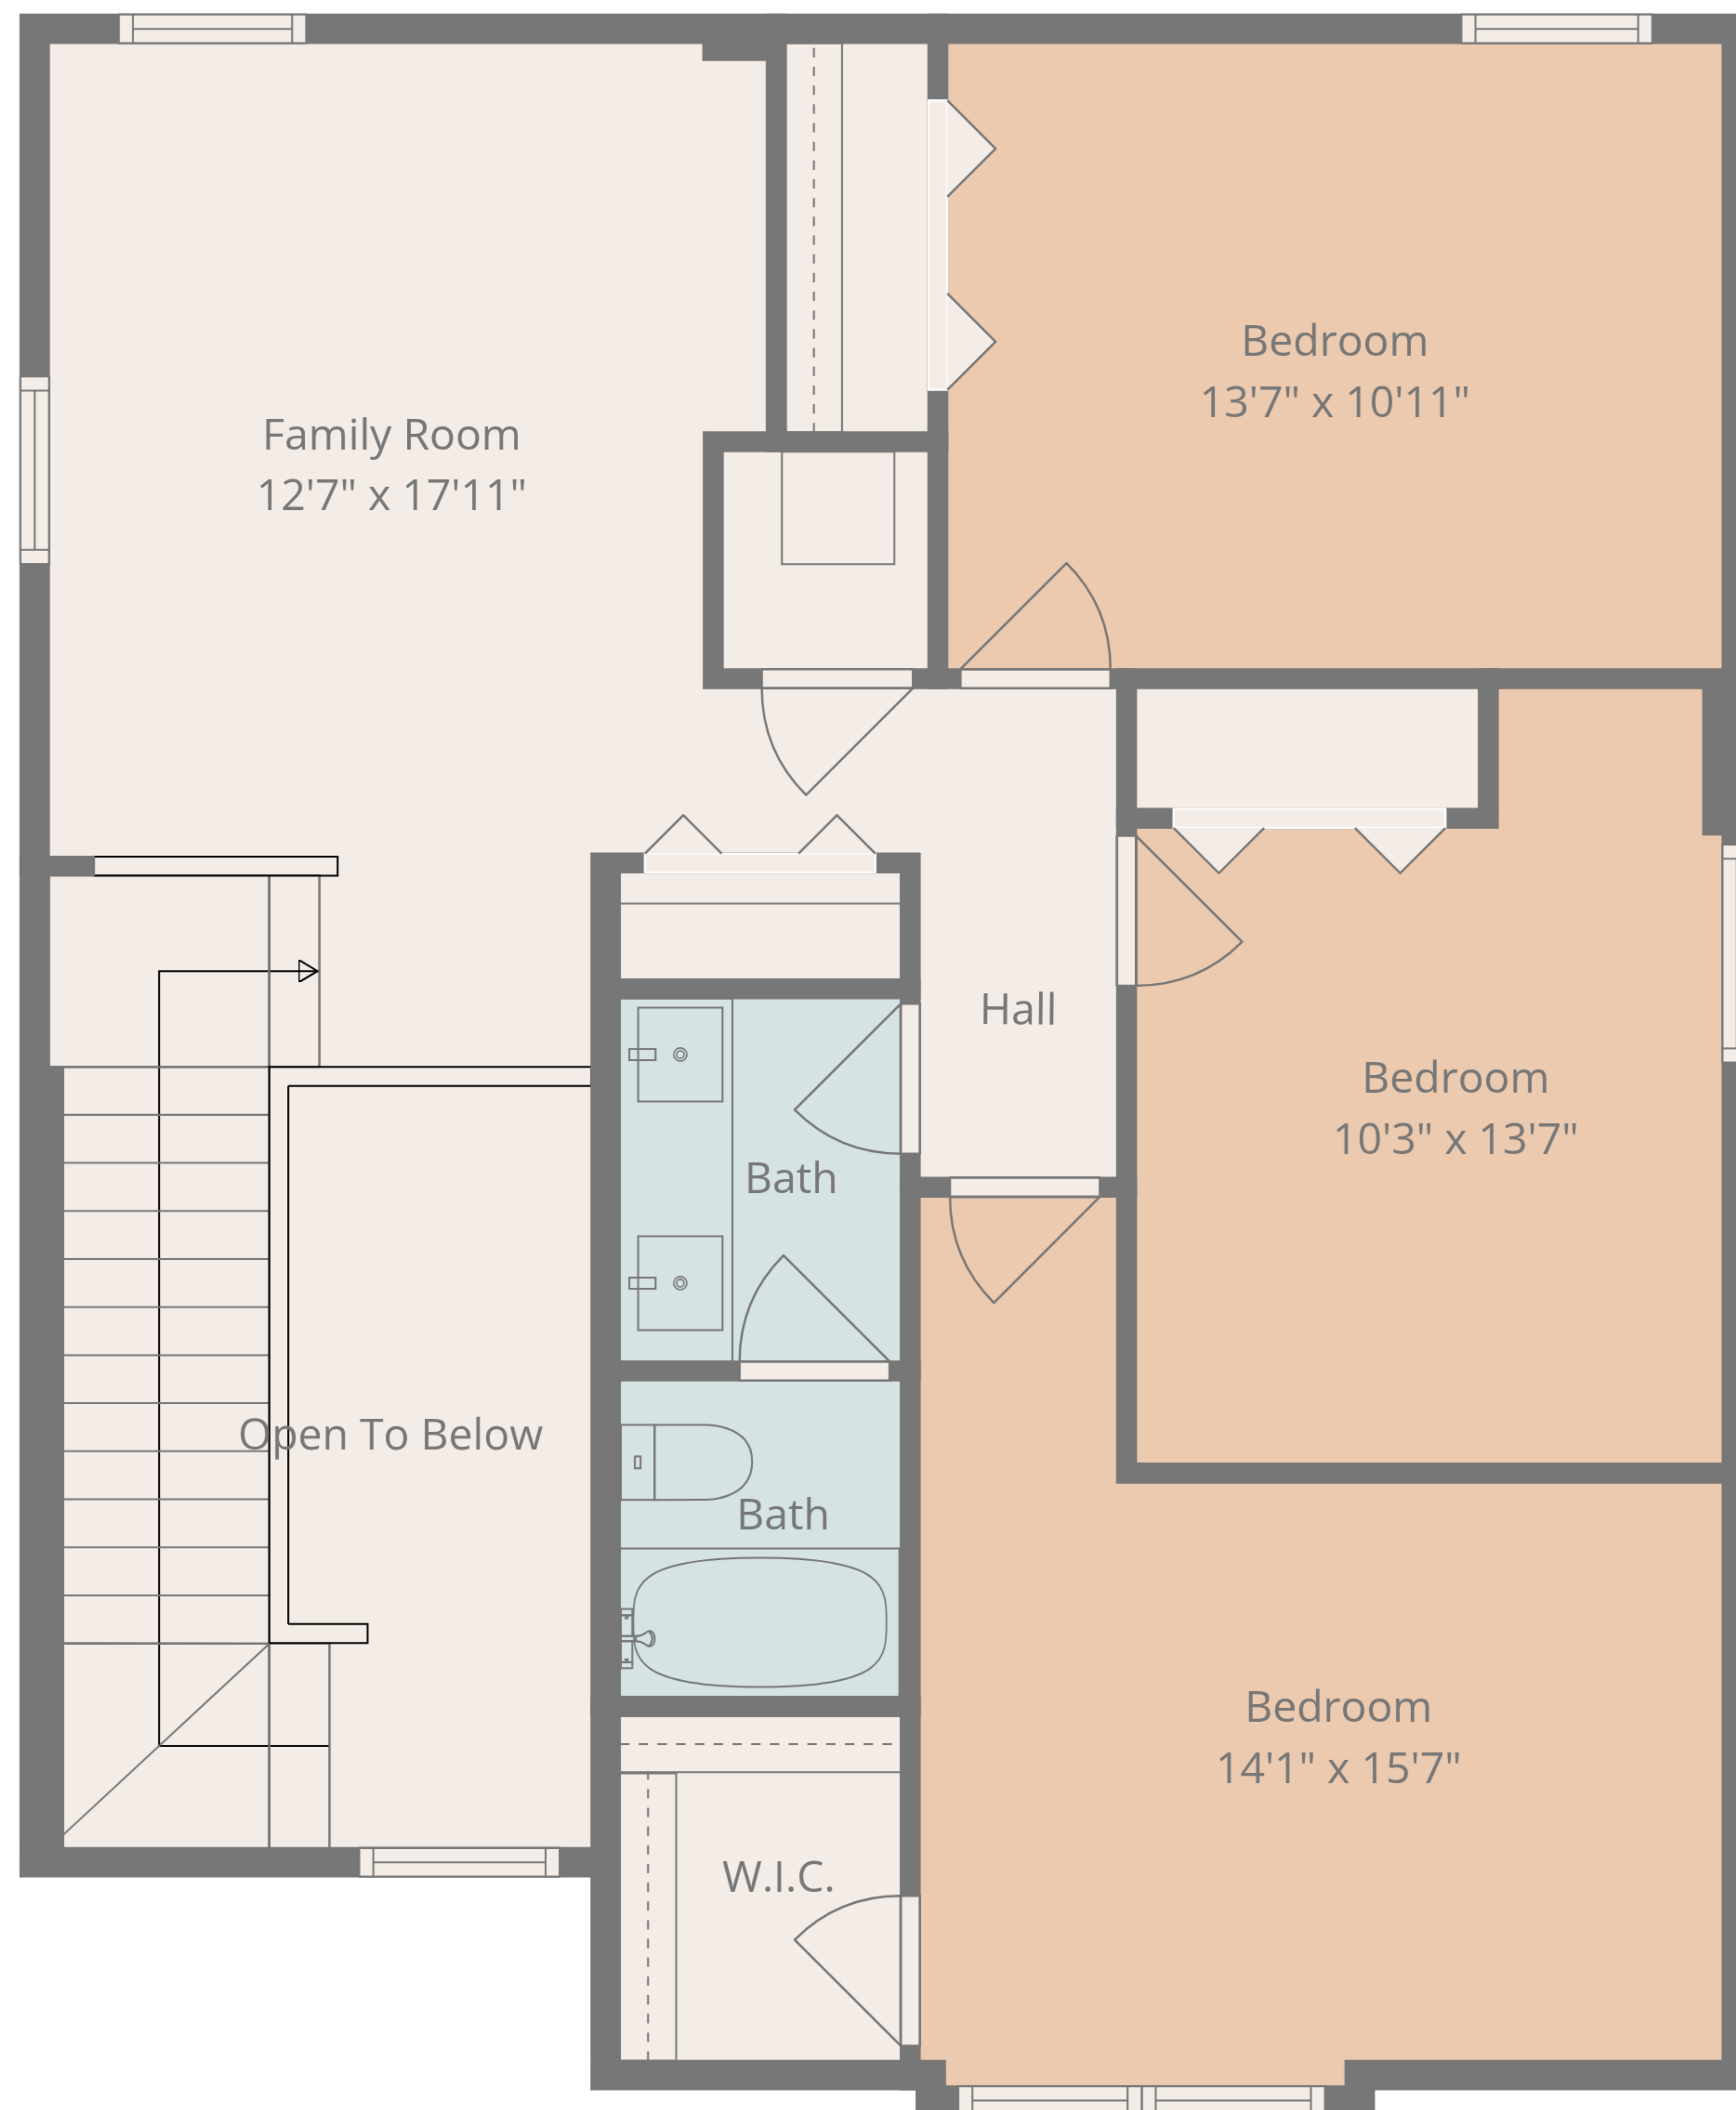 Bedroom
13'7" x 10'11"
Family Room
12'7" x 17'11"
Hall
Bedroom
10'3" x 13'7"
Bath
Open To Below
Bath
Bedroom
14'1" x 15'7"
W.I.C.